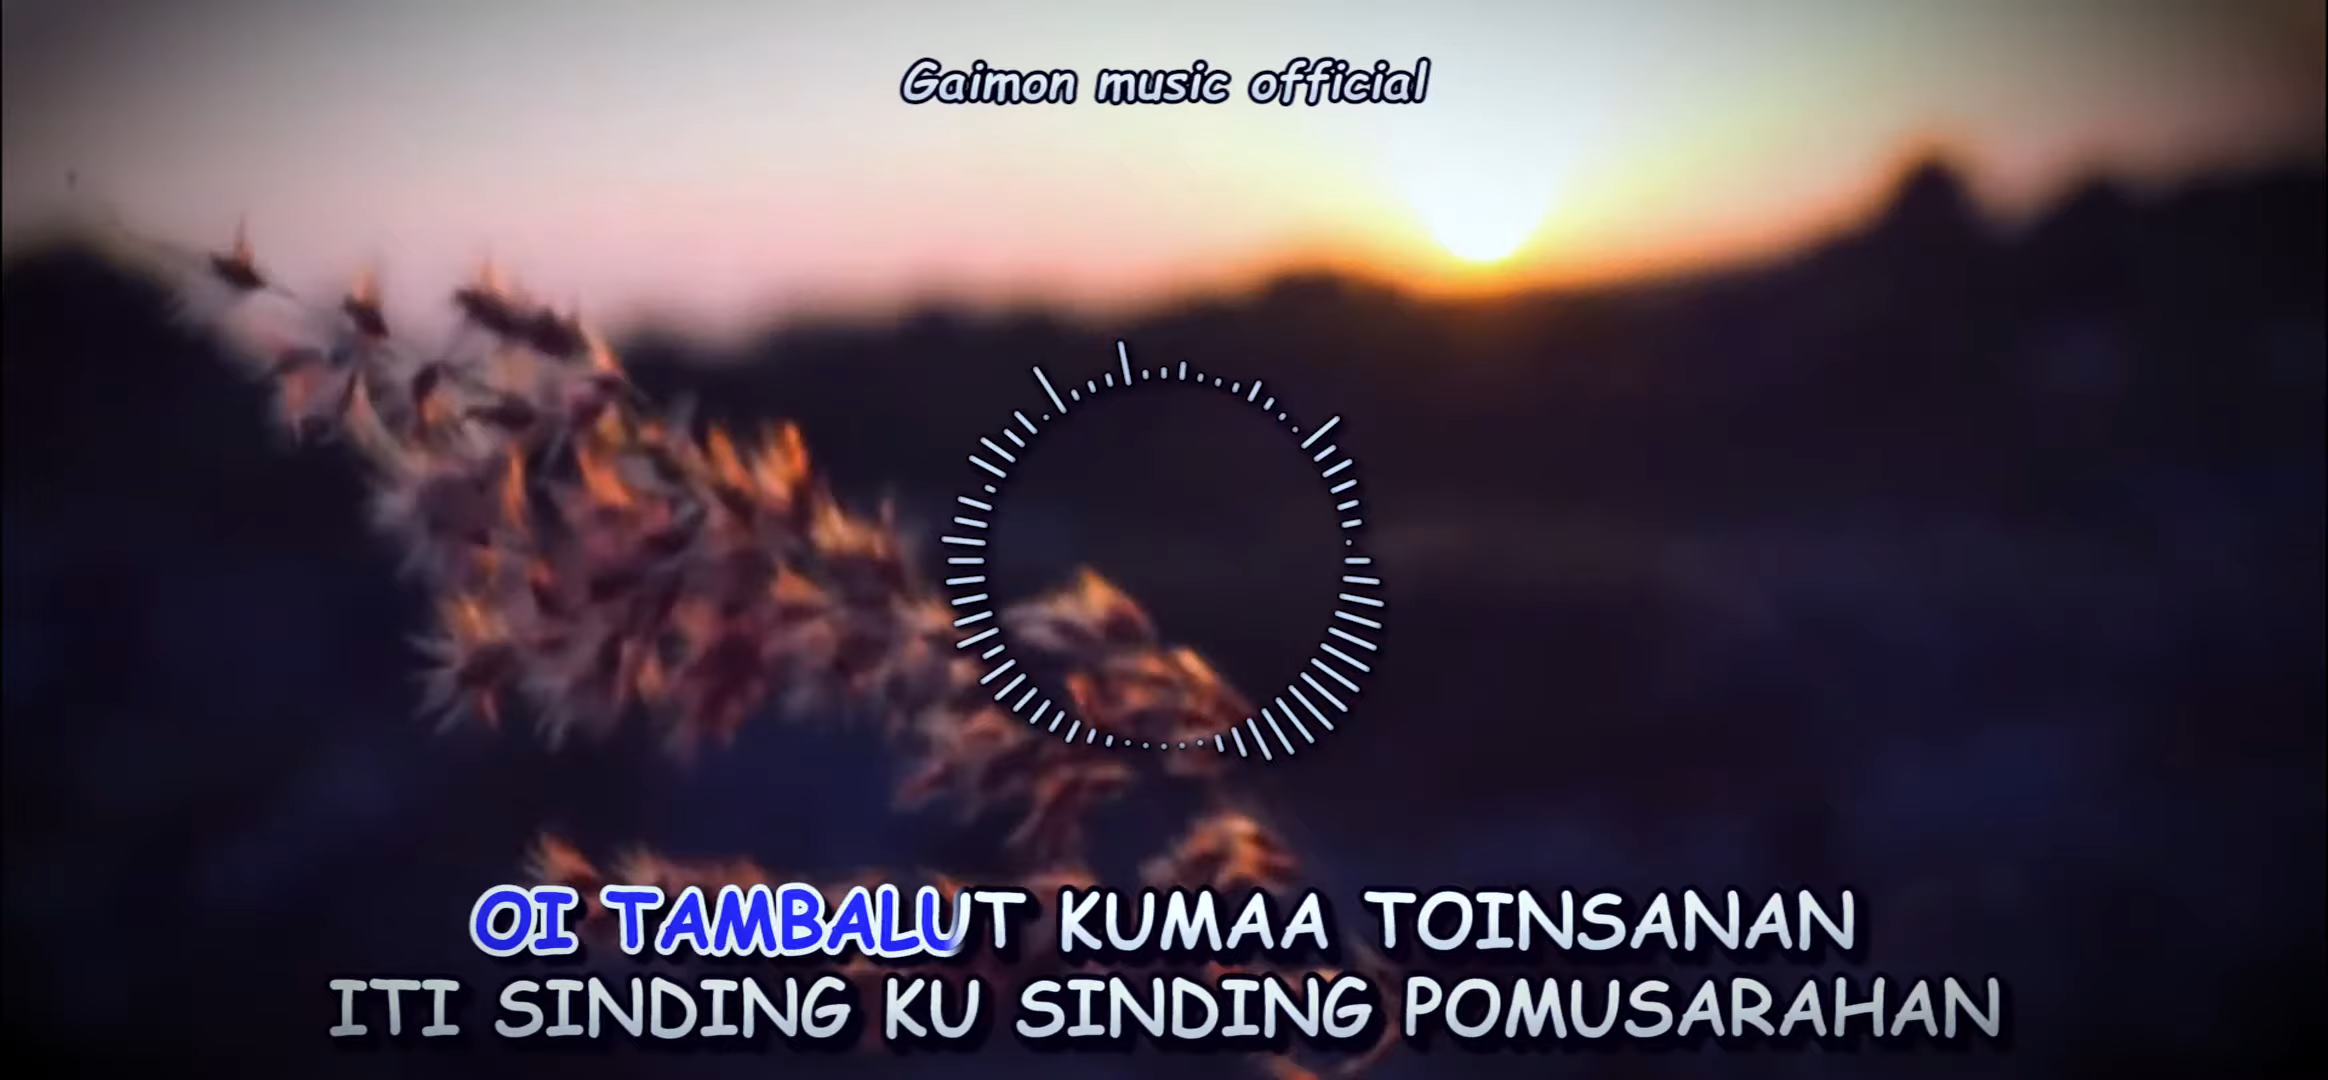 Gaimon music official
OI TAMBALUT KUMAA TOINSANAN
ITI SINDING KU SINDING POMUSARAHAN